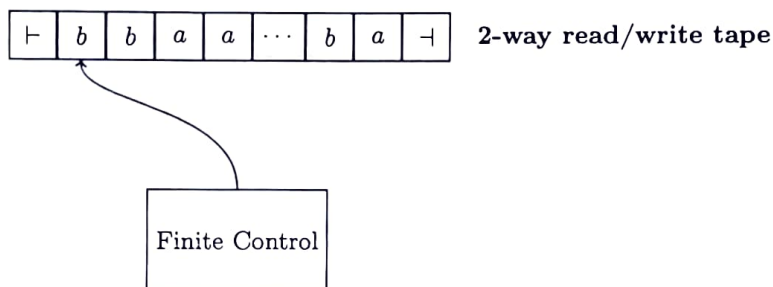 ⊢ b b a a ··· b a ⊣ 2-way read/write tape
Finite Control